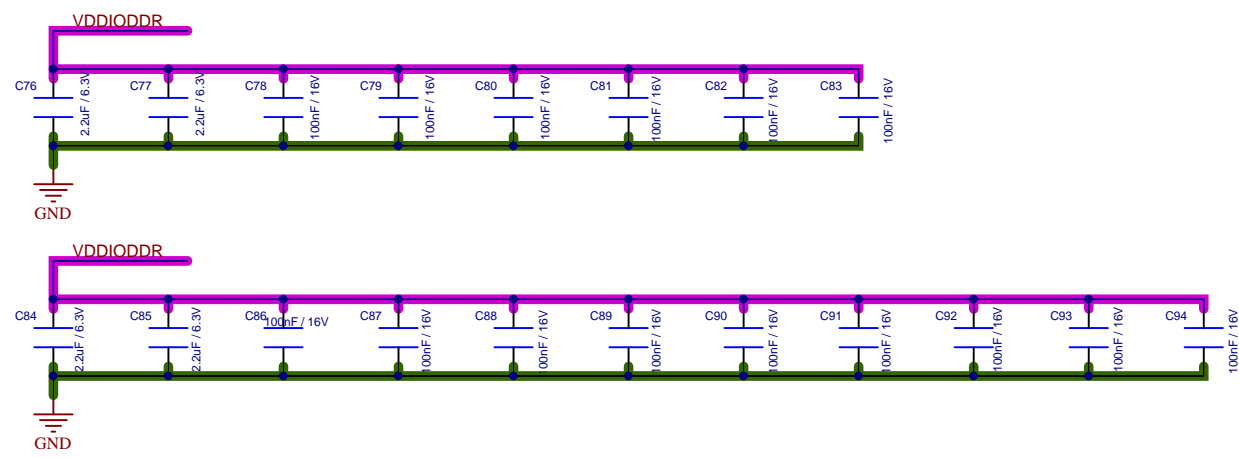 VDDIODDR
C76
2.2uF / 6.3V
C77
2.2uF / 6.3V
C78
100nF / 16V
C79
100nF / 16V
C80
100nF / 16V
C81
100nF / 16V
C82
100nF / 16V
C83
100nF / 16V
GND
VDDIODDR
C84
2.2uF / 6.3V
C85
2.2uF / 6.3V
C86
100nF / 16V
C87
100nF / 16V
C88
100nF / 16V
C89
100nF / 16V
C90
100nF / 16V
C91
100nF / 16V
C92
100nF / 16V
C93
100nF / 16V
C94
100nF / 16V
GND